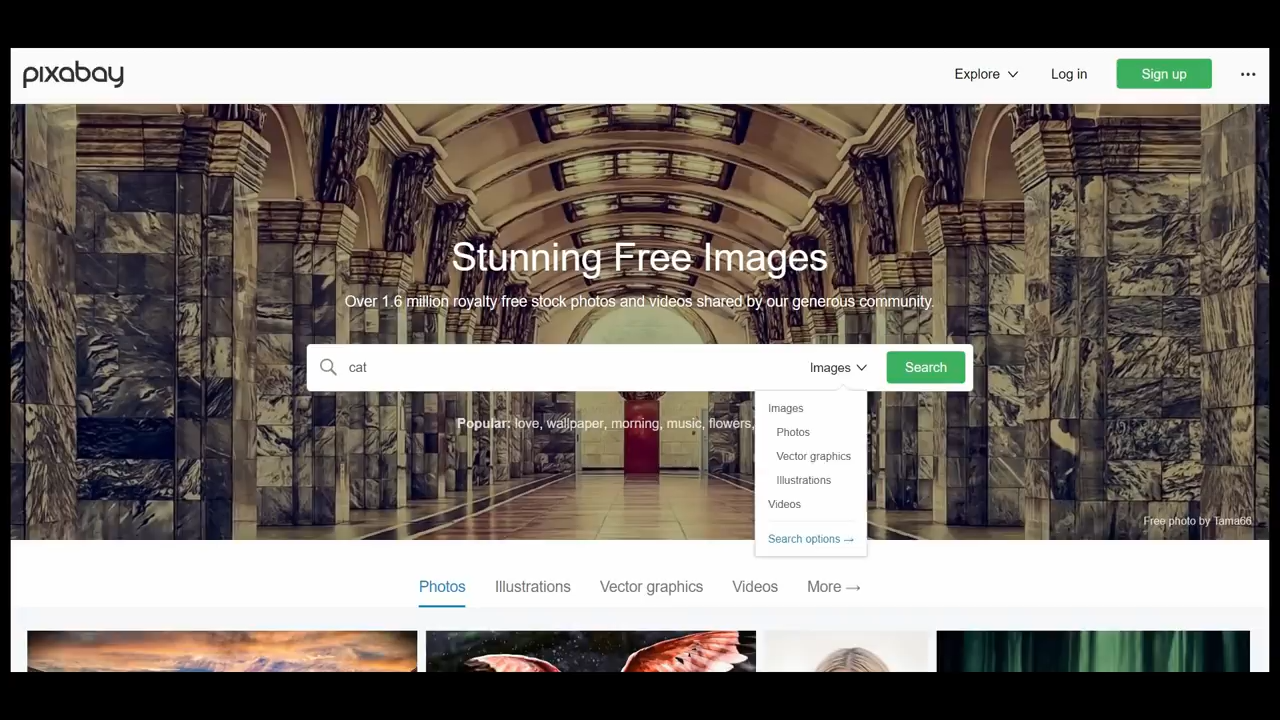 pixabay
Explore
Log in
Sign up
Stunning Free Images
Over 1.6 million royalty free stock photos and videos shared by our generous community.
cat
Images
Search
Popular: love, wallpaper, morning, music, flowers,
Images
Photos
Vector graphics
Illustrations
Videos
Search options →
Free photo by Tama66
Photos
Illustrations
Vector graphics
Videos
More →